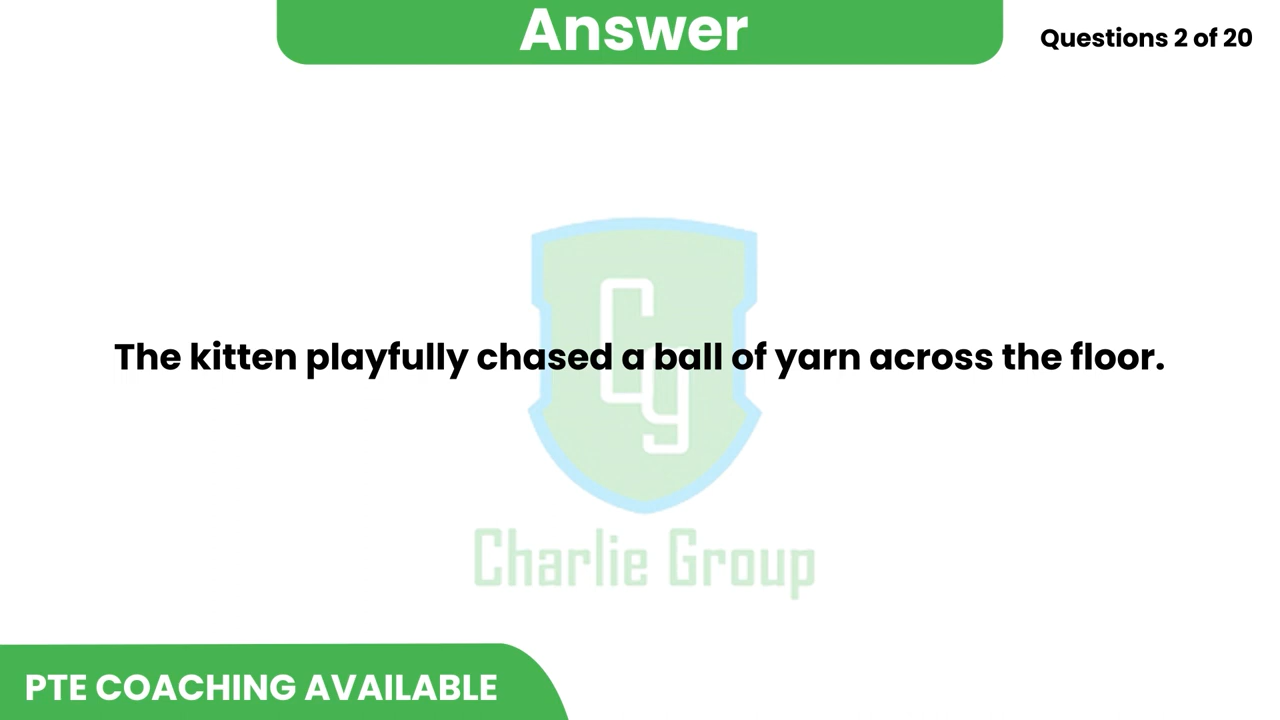 Answer
Questions 2 of 20
The kitten playfully chased a ball of yarn across the floor.
Cg
Charlie Group
PTE COACHING AVAILABLE